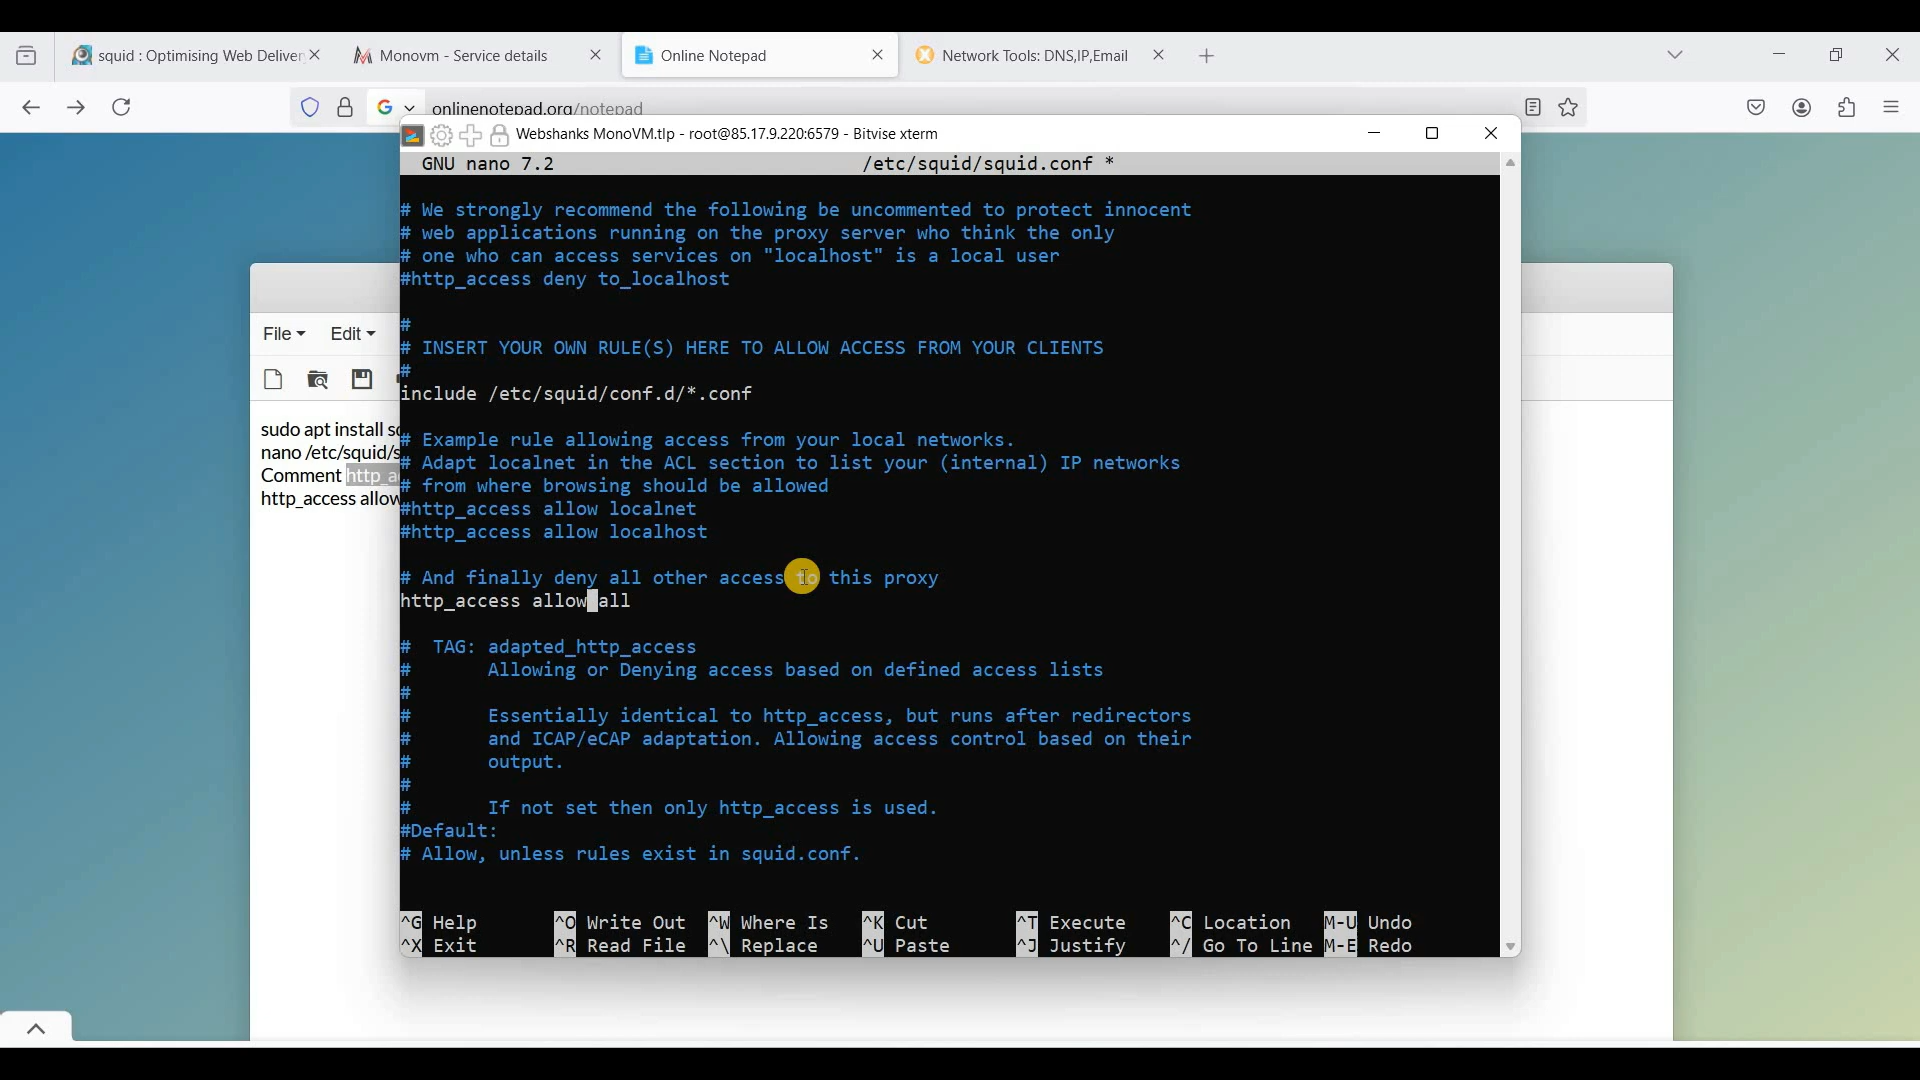 squid : Optimising Web Deliver
Monovm - Service details
Online Notepad
Network Tools: DNS,IP,Email
onlinenotepad.org/notepad
Webshanks MonoVM.tlp - root@85.17.9.220:6579 - Bitvise xterm
GNU nano 7.2 /etc/squid/squid.conf *
# We strongly recommend the following be uncommented to protect innocent
# web applications running on the proxy server who think the only
# one who can access services on "localhost" is a local user
#http_access deny to_localhost
#
# INSERT YOUR OWN RULE(S) HERE TO ALLOW ACCESS FROM YOUR CLIENTS
#
include /etc/squid/conf.d/*.conf
# Example rule allowing access from your local networks.
# Adapt localnet in the ACL section to list your (internal) IP networks
# from where browsing should be allowed
#http_access allow localnet
#http_access allow localhost
# And finally deny all other access to this proxy
http_access allow all
# TAG: adapted_http_access
# Allowing or Denying access based on defined access lists
#
# Essentially identical to http_access, but runs after redirectors
# and ICAP/eCAP adaptation. Allowing access control based on their
# output.
#
# If not set then only http_access is used.
#Default:
# Allow, unless rules exist in squid.conf.
^G Help ^O Write Out ^W Where Is ^K Cut ^T Execute ^C Location M-U Undo
^X Exit ^R Read File ^\ Replace ^U Paste ^J Justify ^/ Go To Line M-E Redo
File Edit
sudo apt install s
nano /etc/squid/s
Comment http_a
http_access allow